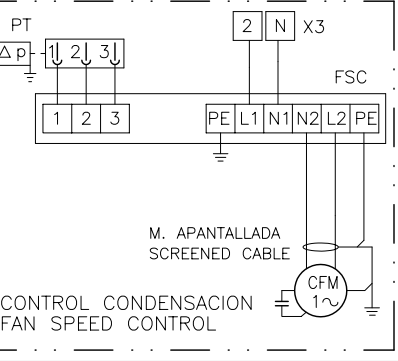 PT
2 N X3
Δ p 1 2 3
FSC
1 2 3
PE L1 N1 N2 L2 PE
M. APANTALLADA
SCREENED CABLE
CFM
1∼
CONTROL CONDENSACION
FAN SPEED CONTROL